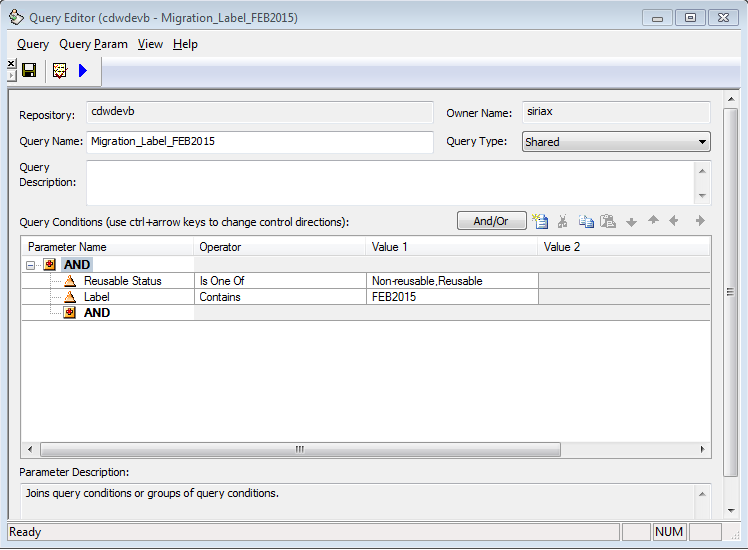 Query Editor (cdwdevb - Migration_Label_FEB2015)
Query Query Param View Help
Repository: cdwdevb Owner Name: siriax
Query Name: Migration_Label_FEB2015 Query Type: Shared
Query
Description:
Query Conditions (use ctrl+arrow keys to change control directions): And/Or
Parameter Name Operator Value 1 Value 2
AND
Reusable Status Is One Of Non-reusable,Reusable
Label Contains FEB2015
AND
Parameter Description:
Joins query conditions or groups of query conditions.
Ready NUM